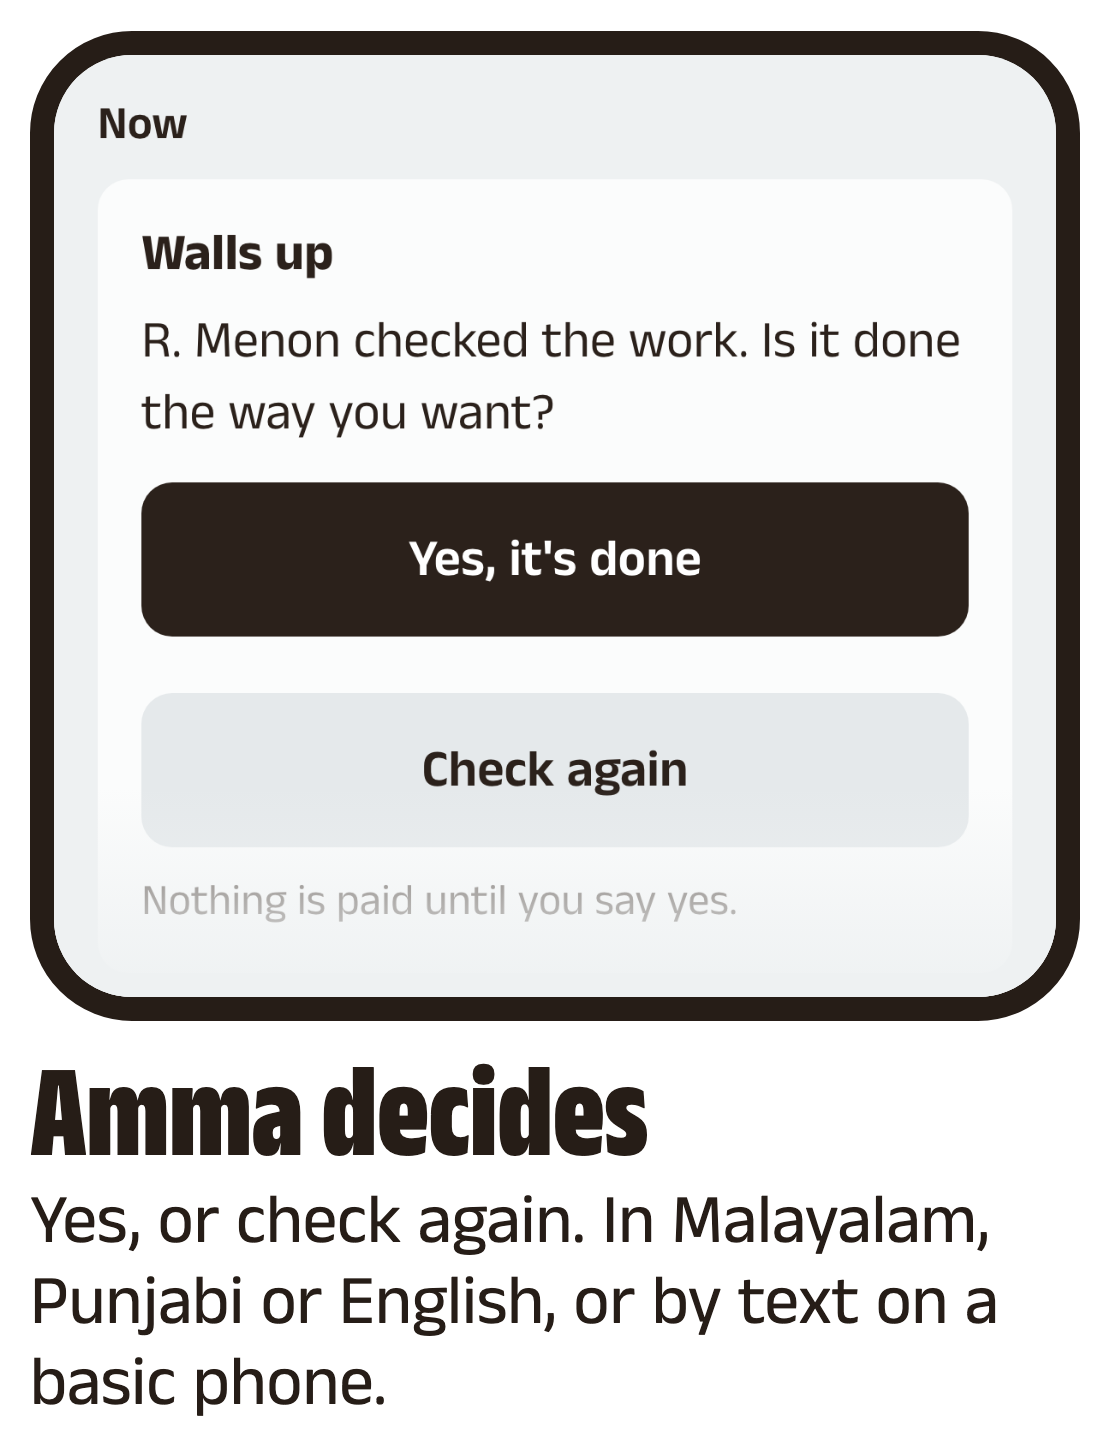 Now
Walls up
R. Menon checked the work. Is it done
the way you want?
Yes, it's done
Check again
Nothing is paid until you say yes.
Amma decides
Yes, or check again. In Malayalam,
Punjabi or English, or by text on a
basic phone.